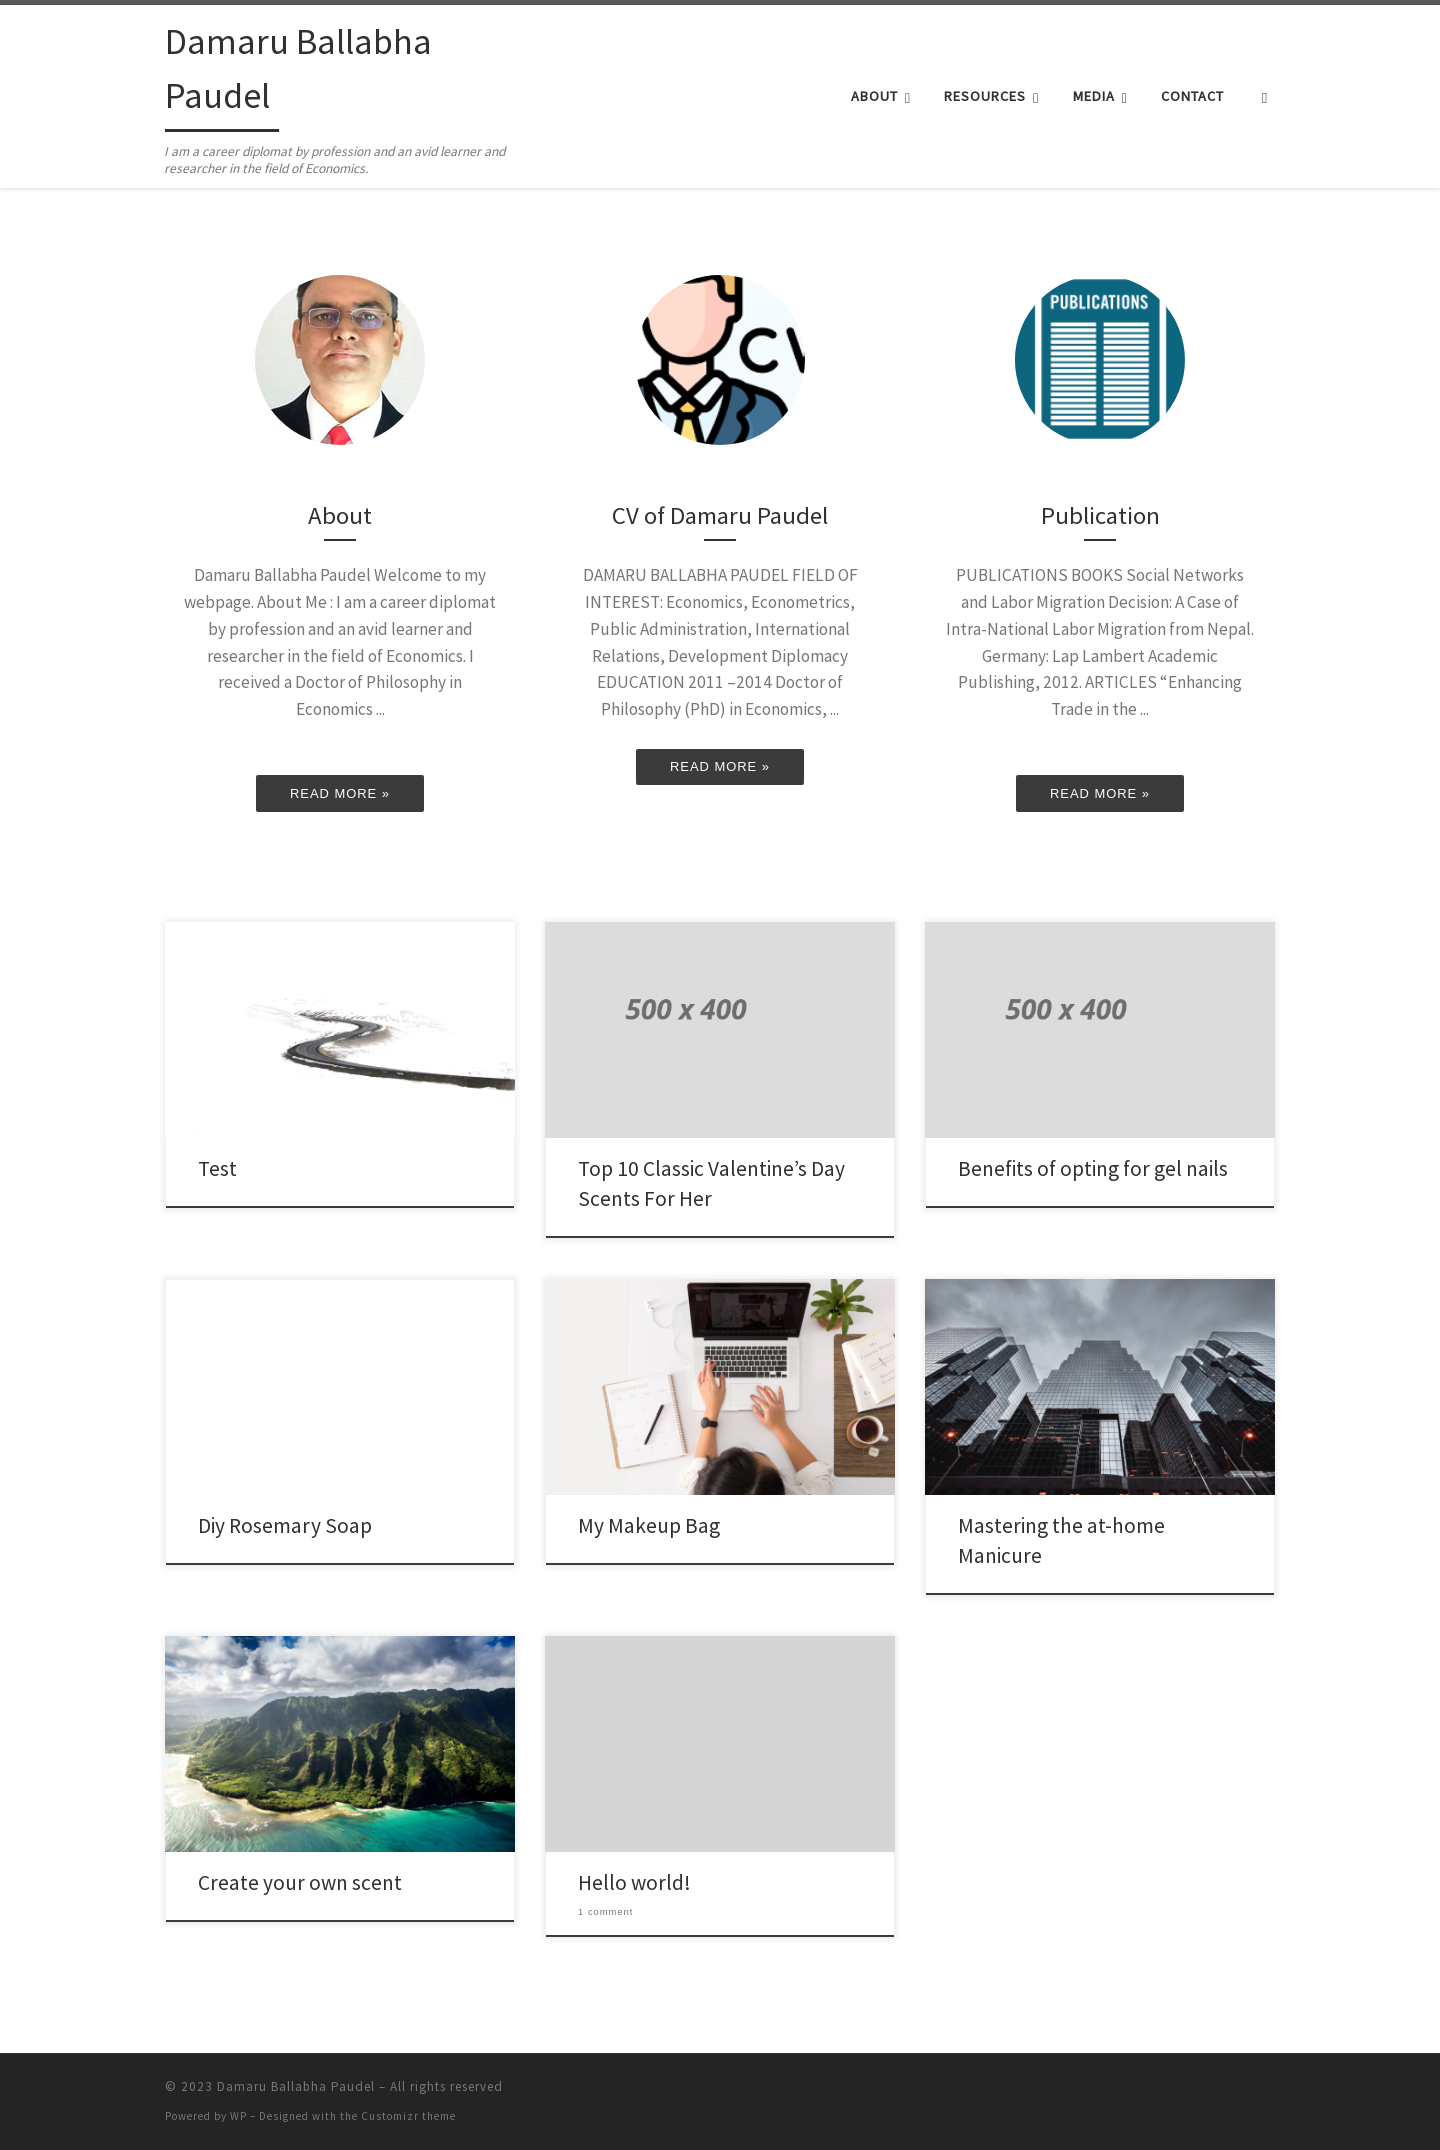 Damaru Ballabha
Paudel
I am a career diplomat by profession and an avid learner and
researcher in the field of Economics.
ABOUT
RESOURCES
MEDIA
CONTACT
CV
PUBLICATIONS
About
Damaru Ballabha Paudel Welcome to my
webpage. About Me : I am a career diplomat
by profession and an avid learner and
researcher in the field of Economics. I
received a Doctor of Philosophy in
Economics ...
READ MORE »
CV of Damaru Paudel
DAMARU BALLABHA PAUDEL FIELD OF
INTEREST: Economics, Econometrics,
Public Administration, International
Relations, Development Diplomacy
EDUCATION 2011 –2014 Doctor of
Philosophy (PhD) in Economics, ...
READ MORE »
Publication
PUBLICATIONS BOOKS Social Networks
and Labor Migration Decision: A Case of
Intra-National Labor Migration from Nepal.
Germany: Lap Lambert Academic
Publishing, 2012. ARTICLES “Enhancing
Trade in the ...
READ MORE »
Test
500 x 400
Top 10 Classic Valentine’s Day
Scents For Her
500 x 400
Benefits of opting for gel nails
Diy Rosemary Soap
My Makeup Bag
Mastering the at-home
Manicure
Create your own scent
Hello world!
1 comment
© 2023 Damaru Ballabha Paudel – All rights reserved
Powered by WP – Designed with the Customizr theme